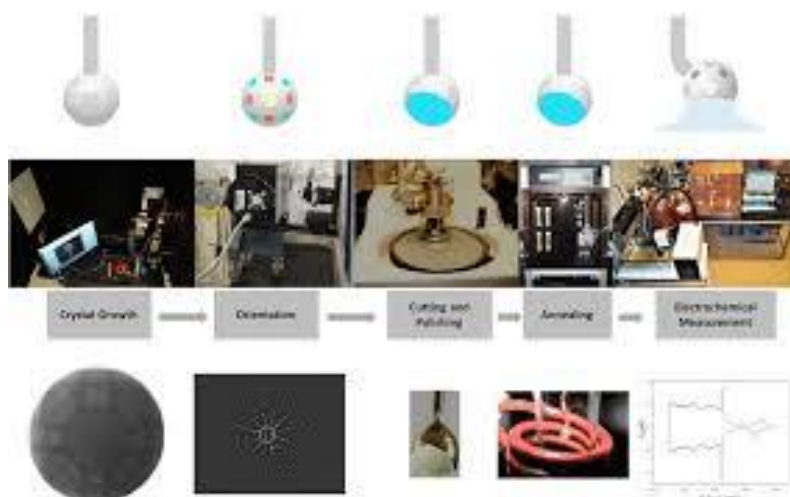 Crystal Growth
Orientation
Cutting and
Polishing
Annealing
Electrochemical
Measurement